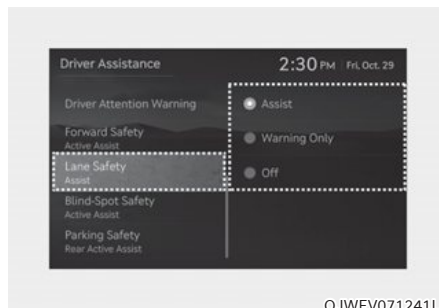 Driver Assistance
2:30 PM Fri, Oct. 29
Driver Attention Warning
Forward Safety
Active Assist
Lane Safety
Assist
Blind-Spot Safety
Active Assist
Parking Safety
Rear Active Assist
Assist
Warning Only
Off